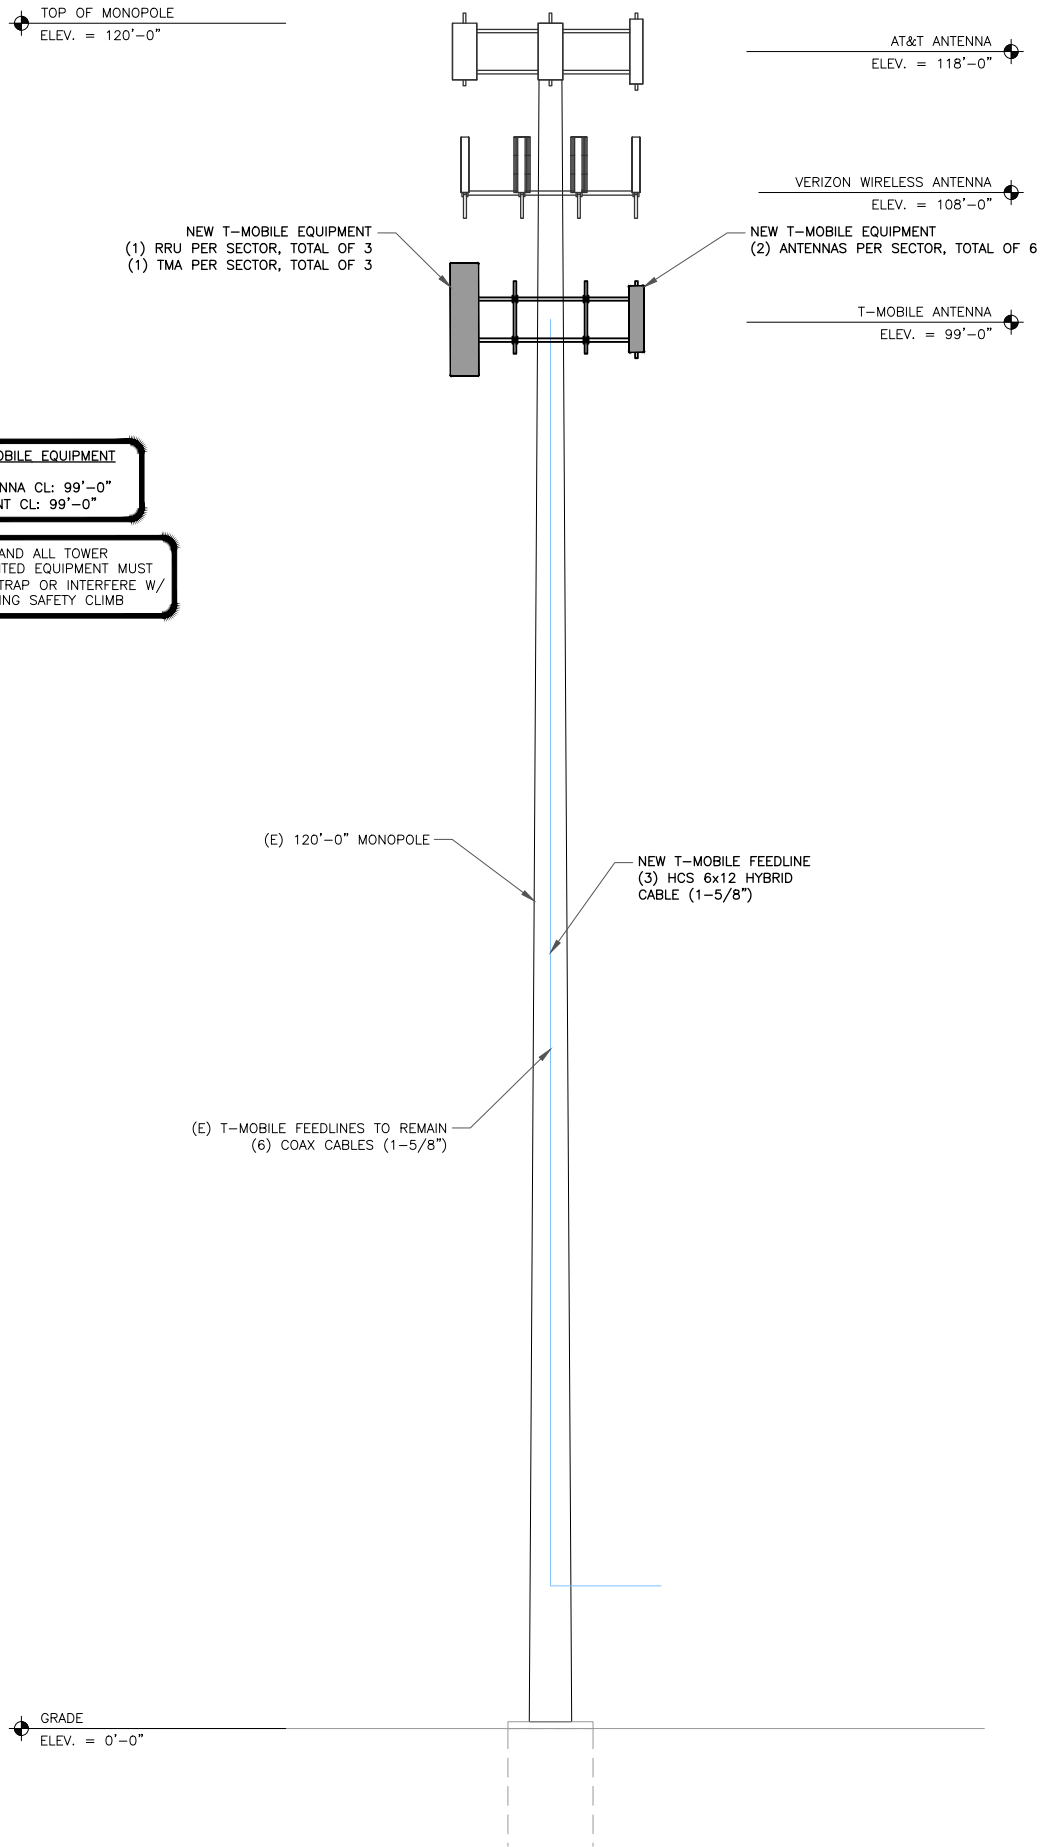 TOP OF MONOPOLE
ELEV. = 120'-0"
AT&T ANTENNA
ELEV. = 118'-0"
VERIZON WIRELESS ANTENNA
ELEV. = 108'-0"
NEW T-MOBILE EQUIPMENT
(1) RRU PER SECTOR, TOTAL OF 3
(1) TMA PER SECTOR, TOTAL OF 3
NEW T-MOBILE EQUIPMENT
(2) ANTENNAS PER SECTOR, TOTAL OF 6
T-MOBILE ANTENNA
ELEV. = 99'-0"
OBILE EQUIPMENT
NNA CL: 99'-0"
NT CL: 99'-0"
AND ALL TOWER
TED EQUIPMENT MUST
TRAP OR INTERFERE W/
NG SAFETY CLIMB
(E) 120'-0" MONOPOLE
NEW T-MOBILE FEEDLINE
(3) HCS 6x12 HYBRID
CABLE (1-5/8")
(E) T-MOBILE FEEDLINES TO REMAIN
(6) COAX CABLES (1-5/8")
GRADE
ELEV. = 0'-0"